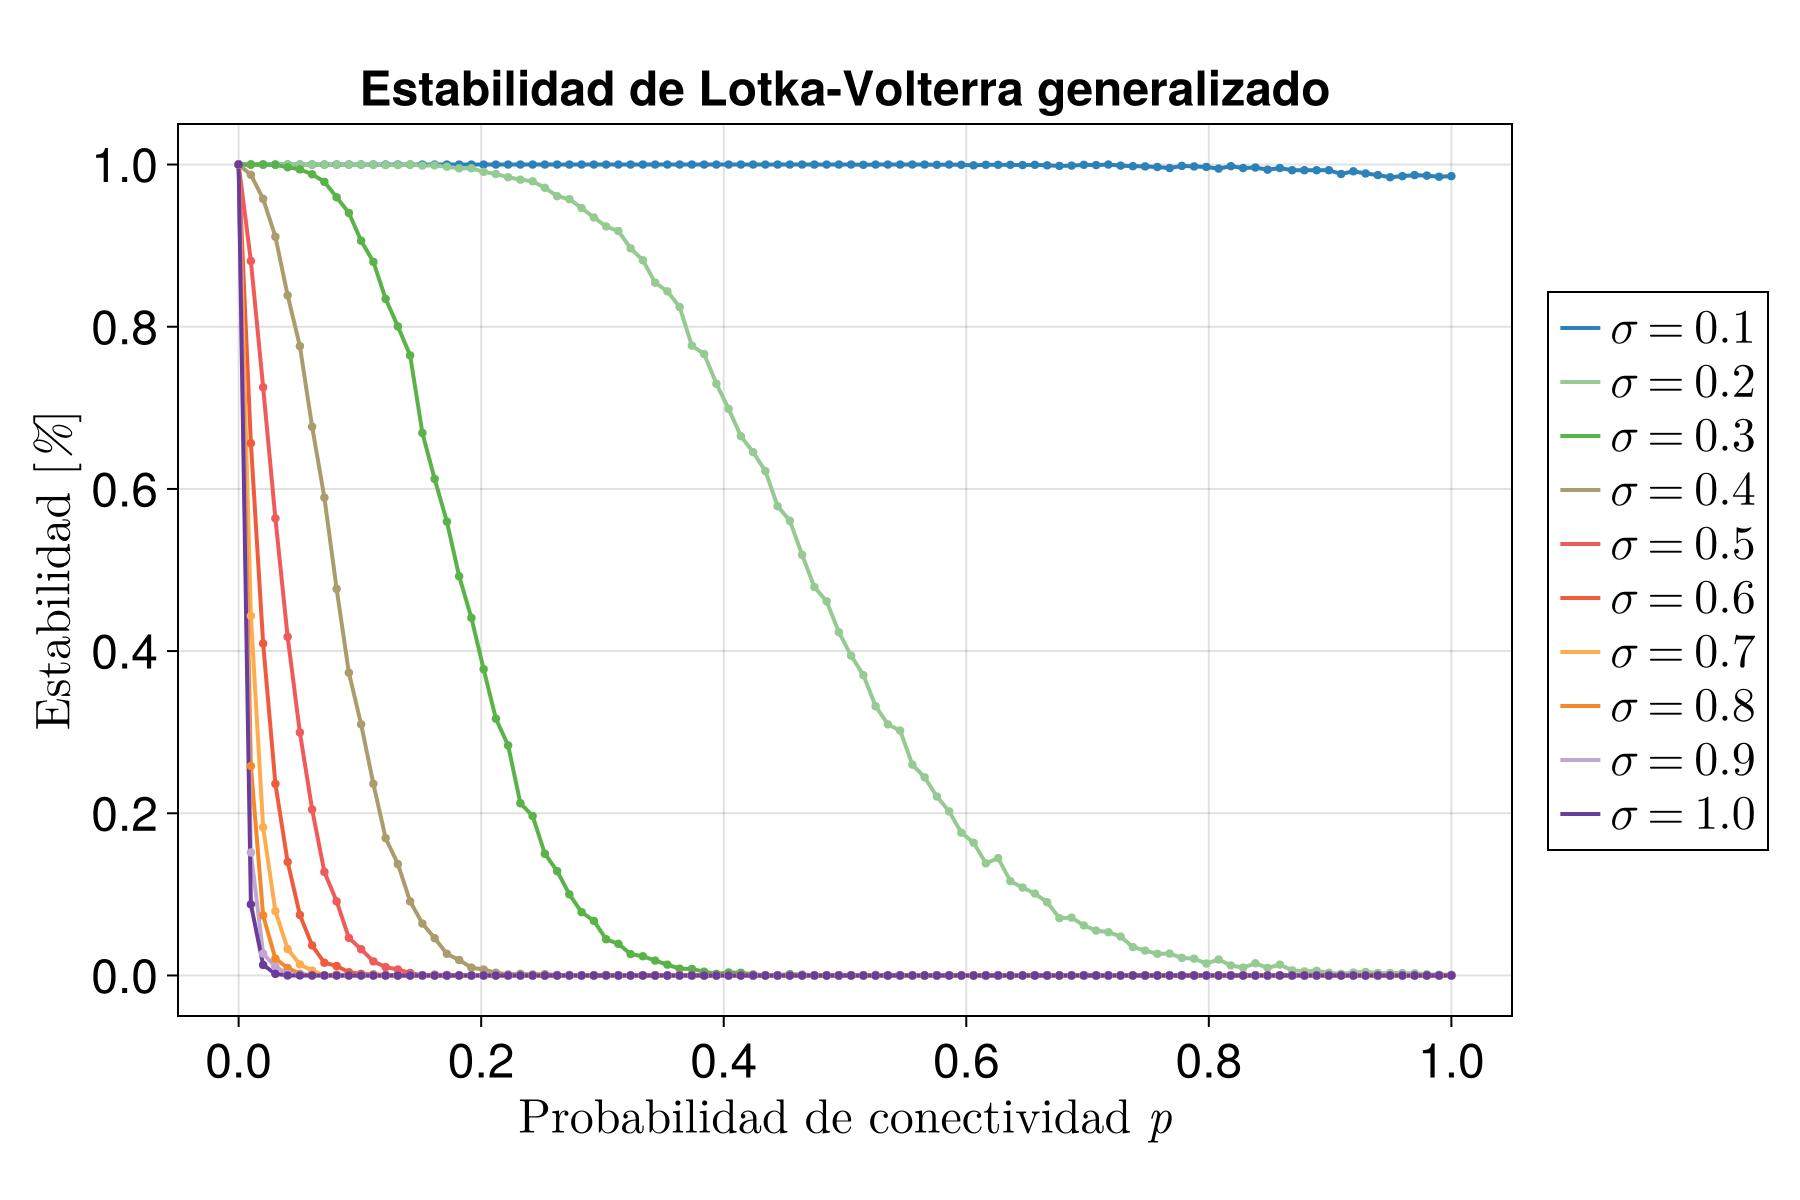 Estabilidad de Lotka-Volterra generalizado
Estabilidad [%]
1.0
0.8
0.6
0.4
0.2
0.0
0.0 0.2 0.4 0.6 0.8 1.0
Probabilidad de conectividad p
σ = 0.1
σ = 0.2
σ = 0.3
σ = 0.4
σ = 0.5
σ = 0.6
σ = 0.7
σ = 0.8
σ = 0.9
σ = 1.0